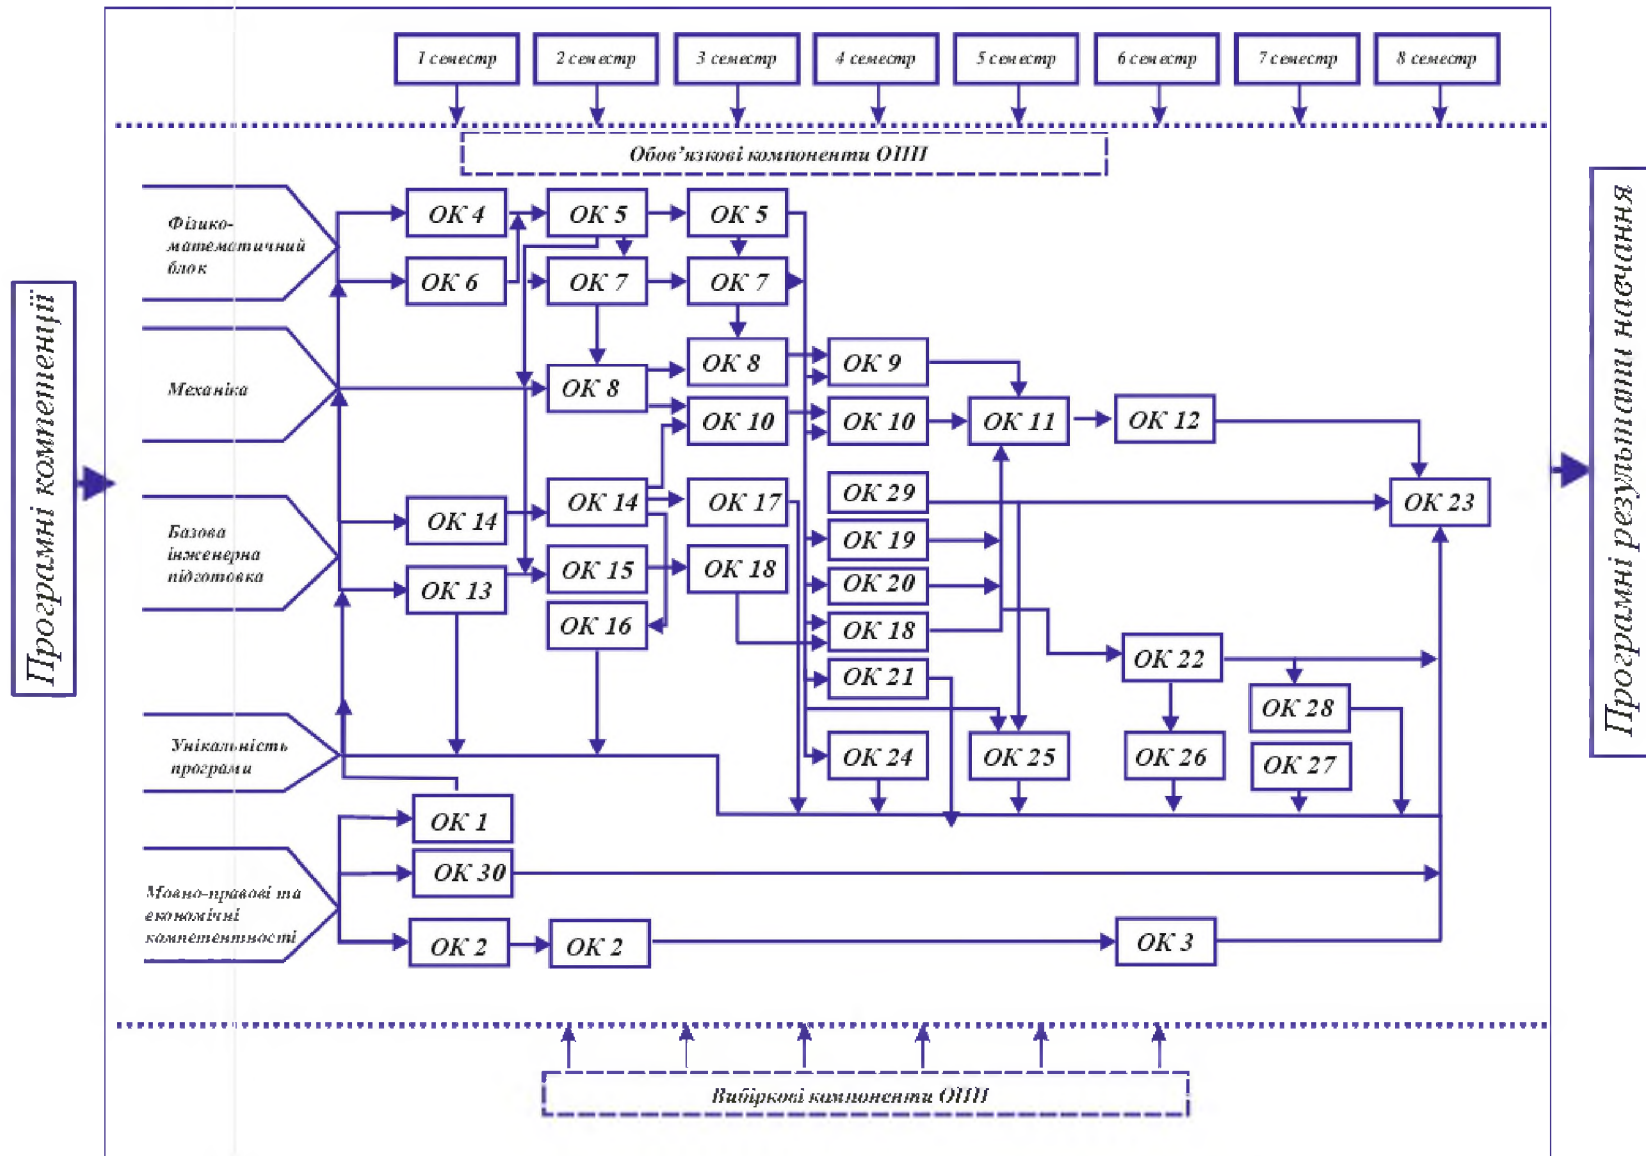 1 семестр
2 семестр
3 семестр
4 семестр
5 семестр
6 семестр
7 семестр
8 семестр
Обов’язкові компоненти ОПП
Програмні компетенції
Програмні результати навчання
Фізико-
математичний
блок
ОК 4
ОК 5
ОК 5
ОК 6
ОК 7
ОК 7
Механіка
ОК 8
ОК 8
ОК 9
ОК 10
ОК 10
ОК 11
ОК 12
Базова
інженерна
підготовка
ОК 14
ОК 14
ОК 17
ОК 29
ОК 23
ОК 19
ОК 13
ОК 15
ОК 18
ОК 20
ОК 16
ОК 18
ОК 21
ОК 22
ОК 28
Унікальність
програми
ОК 24
ОК 25
ОК 26
ОК 27
ОК 1
ОК 30
Мовно-правові та
економічні
компетентності
ОК 2
ОК 2
ОК 3
Вибіркові компоненти ОПП